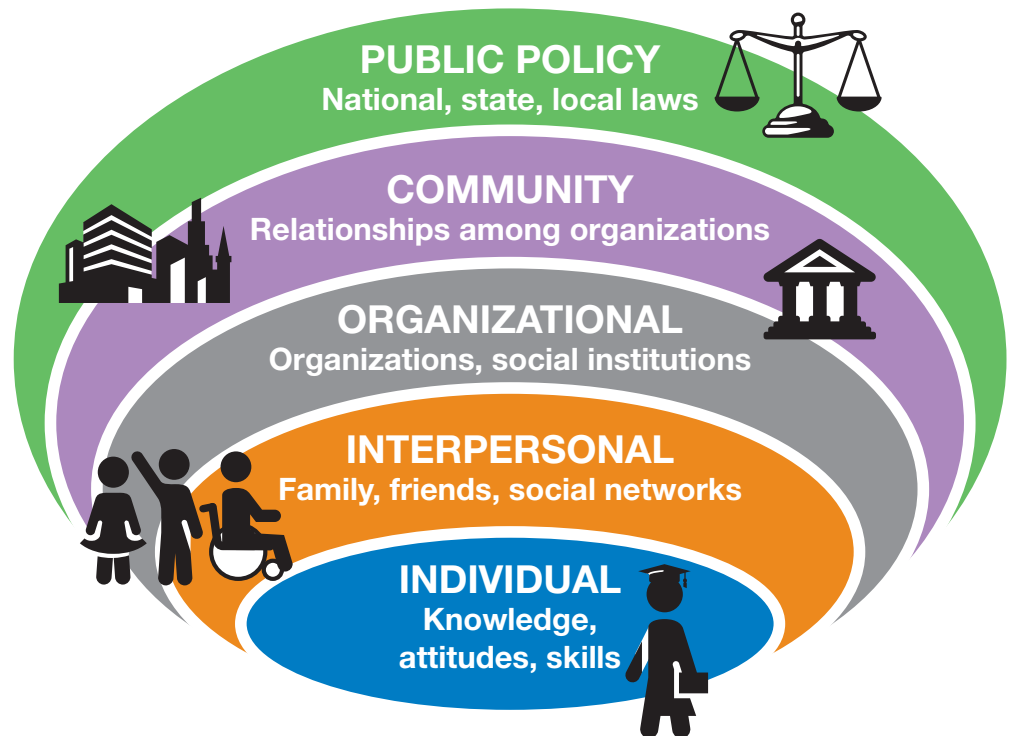 PUBLIC POLICY
National, state, local laws
COMMUNITY
Relationships among organizations
ORGANIZATIONAL
Organizations, social institutions
INTERPERSONAL
Family, friends, social networks
INDIVIDUAL
Knowledge,
attitudes, skills